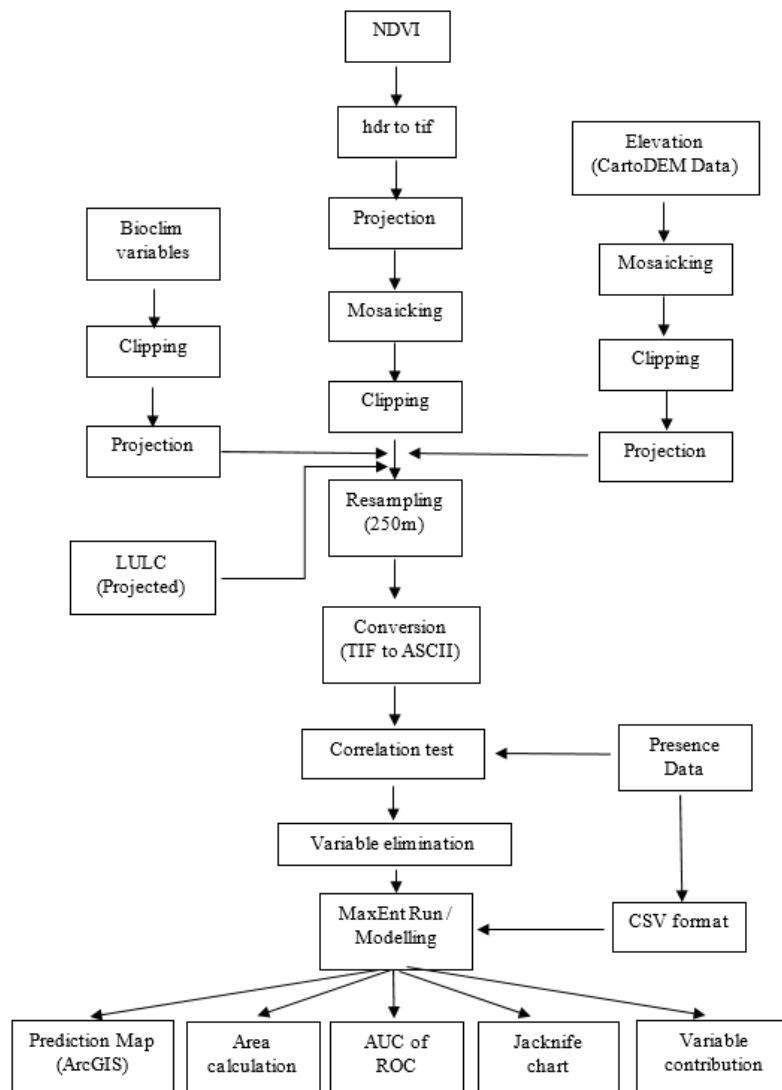 NDVI
hdr to tif
Elevation
(CartoDEM Data)
Projection
Bioclim
variables
Mosaicking
Mosaicking
Clipping
Clipping
Clipping
Projection
Projection
Resampling
(250m)
LULC
(Projected)
Conversion
(TIF to ASCII)
Correlation test
Presence
Data
Variable elimination
MaxEnt Run /
Modelling
CSV format
Prediction Map
(ArcGIS)
Area
calculation
AUC of
ROC
Jacknife
chart
Variable
contribution